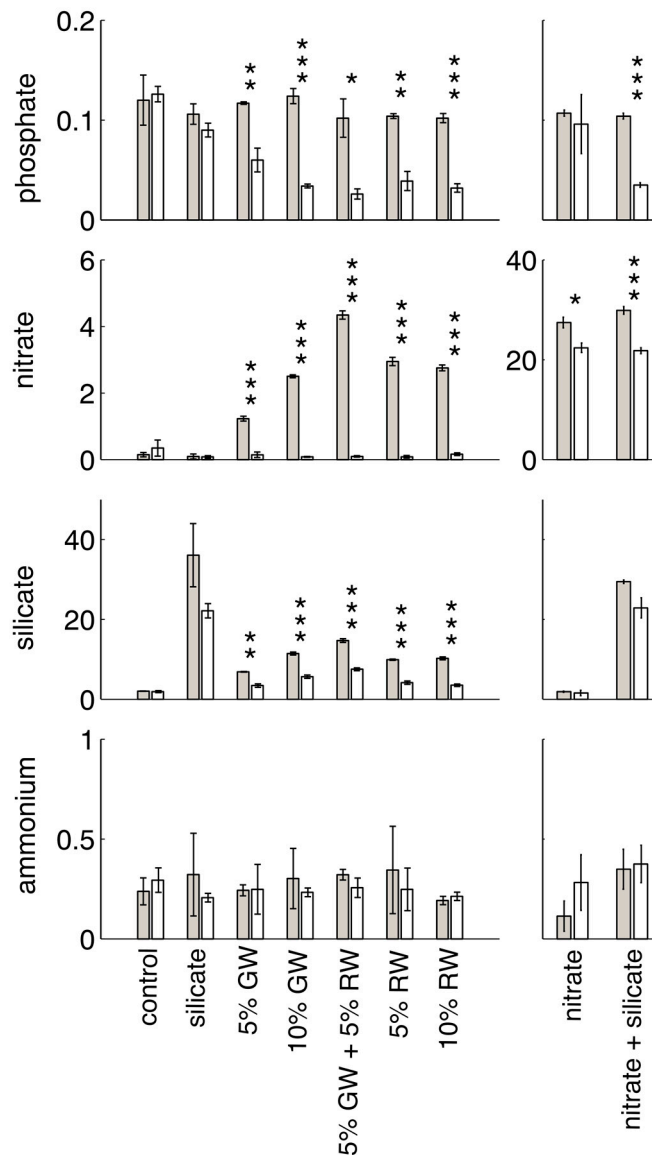 phosphate
0.2
0.1
0
** *** * ** *** ***
nitrate
6
4
2
0
*** *** *** *** ***
40
20
0
* ***
silicate
40
20
0
** *** *** *** ***
ammonium
1
0.5
0
control
silicate
5% GW
10% GW
5% GW + 5% RW
5% RW
10% RW
nitrate
nitrate + silicate